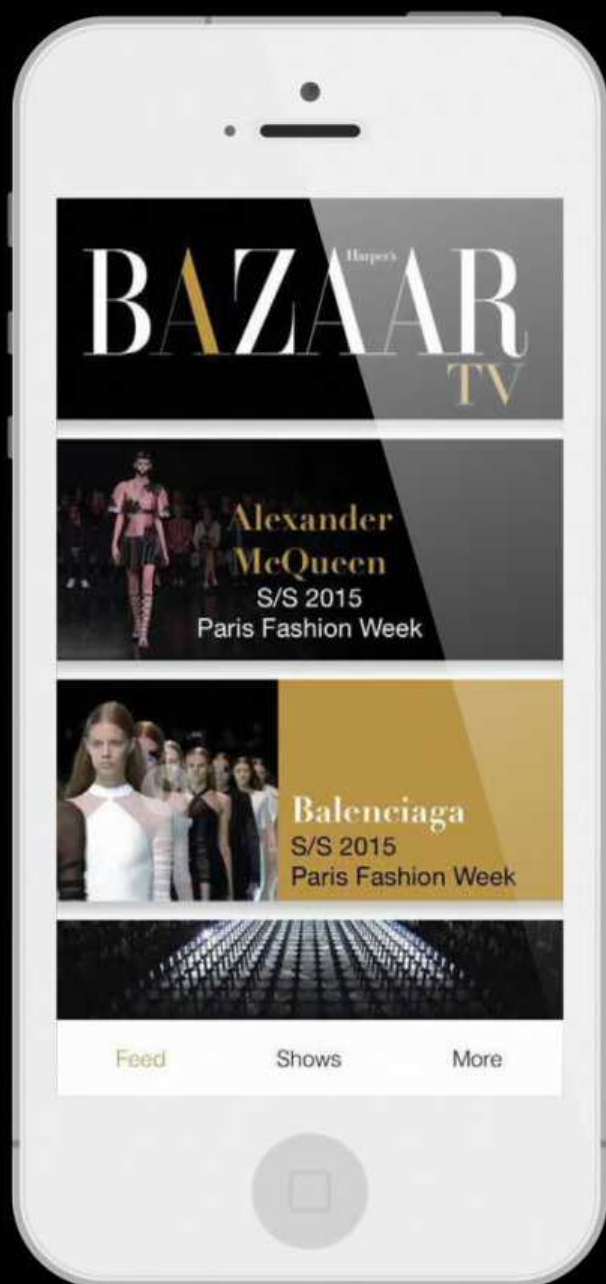 Harper's
BAZAAR
TV
Alexander
McQueen
S/S 2015
Paris Fashion Week
Balenciaga
S/S 2015
Paris Fashion Week
Feed Shows More